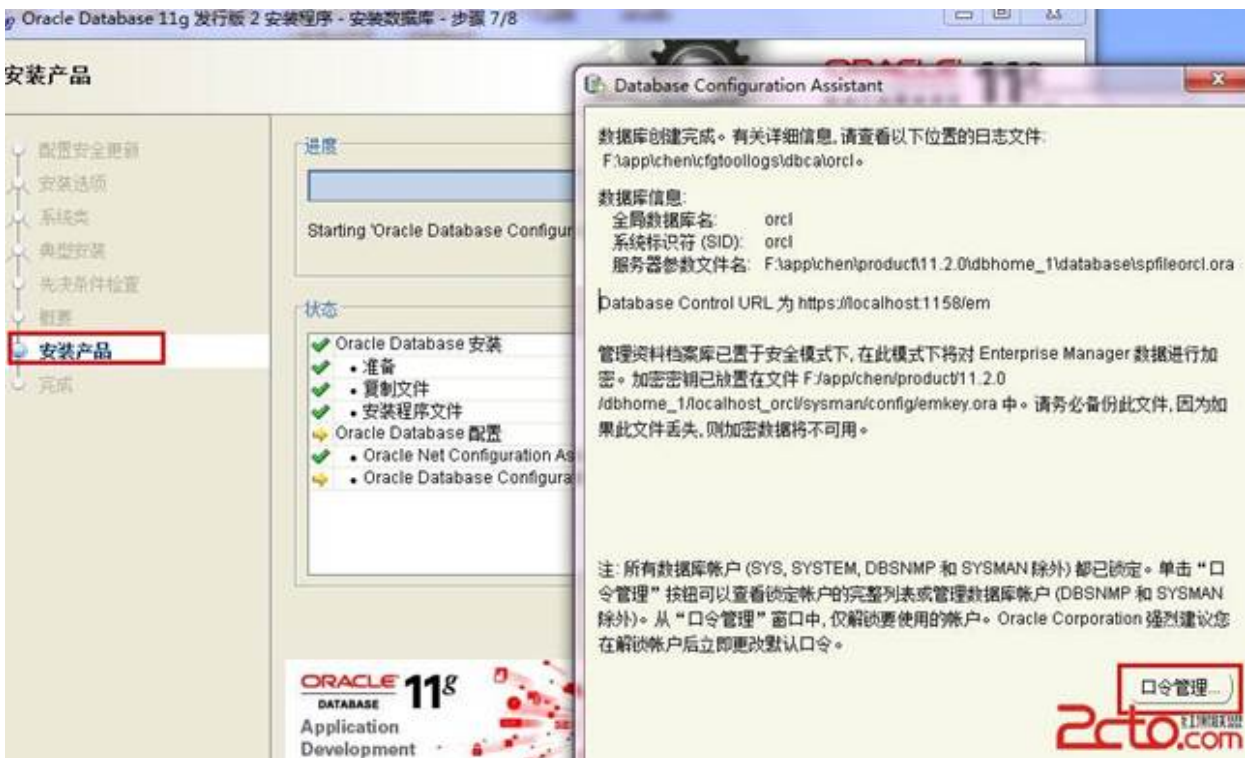 Oracle Database 11g 发行版 2 安装程序 - 安装数据库 - 步骤 7/8
安装产品
配置安全更新
安装选项
系统类
典型安装
先决条件检查
概要
安装产品
完成
进度
Starting 'Oracle Database Configur
状态
Oracle Database 安装
• 准备
• 复制文件
• 安装程序文件
Oracle Database 配置
• Oracle Net Configuration As
• Oracle Database Configura
ORACLE 11g
DATABASE
Application
Development
Database Configuration Assistant
数据库创建完成。有关详细信息, 请查看以下位置的日志文件:
F:\app\chen\cfgtoollogs\dbca\orcl。
数据库信息:
全局数据库名: orcl
系统标识符 (SID): orcl
服务器参数文件名: F:\app\chen\product\11.2.0\dbhome_1\database\spfileorcl.ora
Database Control URL 为 https://localhost:1158/em
管理资料档案库已置于安全模式下, 在此模式下将对 Enterprise Manager 数据进行加
密。加密密钥已放置在文件 F:/app/chen/product/11.2.0
/dbhome_1/localhost_orcl/sysman/config/emkey.ora 中。请务必备份此文件, 因为如
果此文件丢失, 则加密数据将不可用。
注: 所有数据库帐户 (SYS, SYSTEM, DBSNMP 和 SYSMAN 除外) 都已锁定。单击“口
令管理”按钮可以查看锁定帐户的完整列表或管理数据库帐户 (DBSNMP 和 SYSMAN
除外)。从“口令管理”窗口中, 仅解锁要使用的帐户。Oracle Corporation 强烈建议您
在解锁帐户后立即更改默认口令。
口令管理...
2cto.com